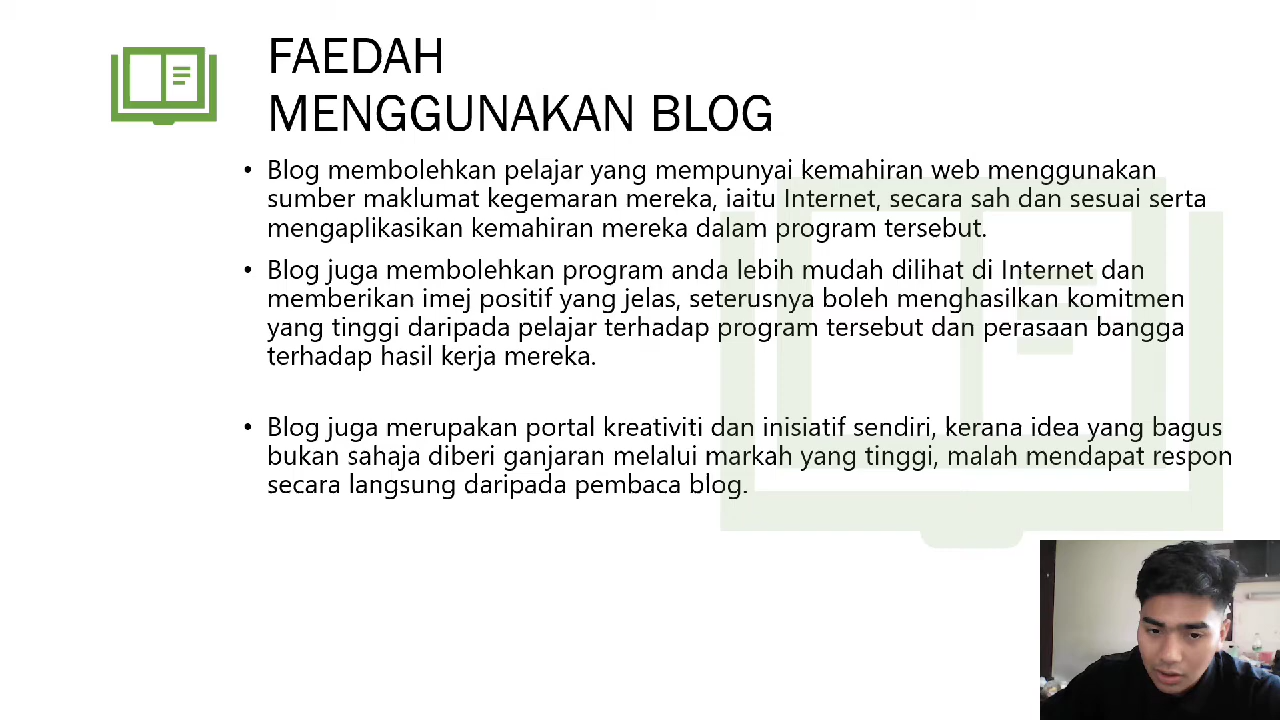 FAEDAH
MENGGUNAKAN BLOG
• Blog membolehkan pelajar yang mempunyai kemahiran web menggunakan
sumber maklumat kegemaran mereka, iaitu Internet, secara sah dan sesuai serta
mengaplikasikan kemahiran mereka dalam program tersebut.
• Blog juga membolehkan program anda lebih mudah dilihat di Internet dan
memberikan imej positif yang jelas, seterusnya boleh menghasilkan komitmen
yang tinggi daripada pelajar terhadap program tersebut dan perasaan bangga
terhadap hasil kerja mereka.
• Blog juga merupakan portal kreativiti dan inisiatif sendiri, kerana idea yang bagus
bukan sahaja diberi ganjaran melalui markah yang tinggi, malah mendapat respon
secara langsung daripada pembaca blog.